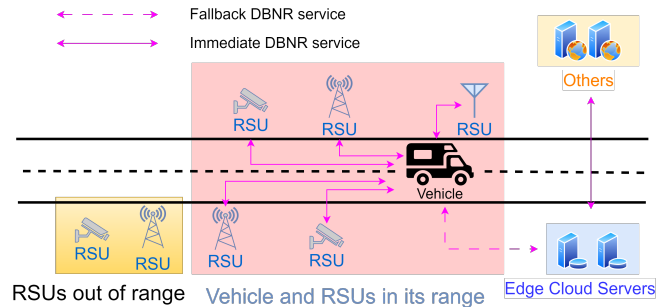 Fallback DBNR service
Immediate DBNR service
Others
RSU
RSU
RSU
Vehicle
RSU
RSU
RSU
RSU
Edge Cloud Servers
RSUs out of range
Vehicle and RSUs in its range